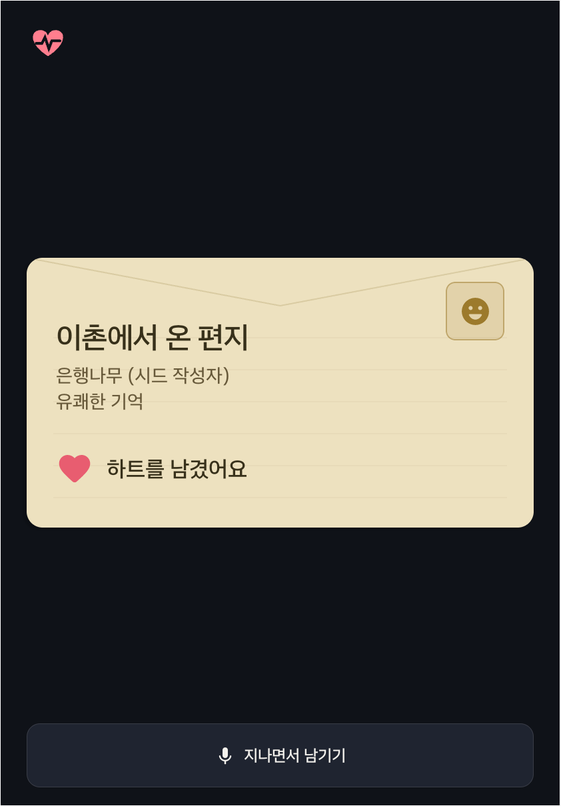 이촌에서 온 편지
은행나무 (시드 작성자)
유쾌한 기억
하트를 남겼어요
지나면서 남기기